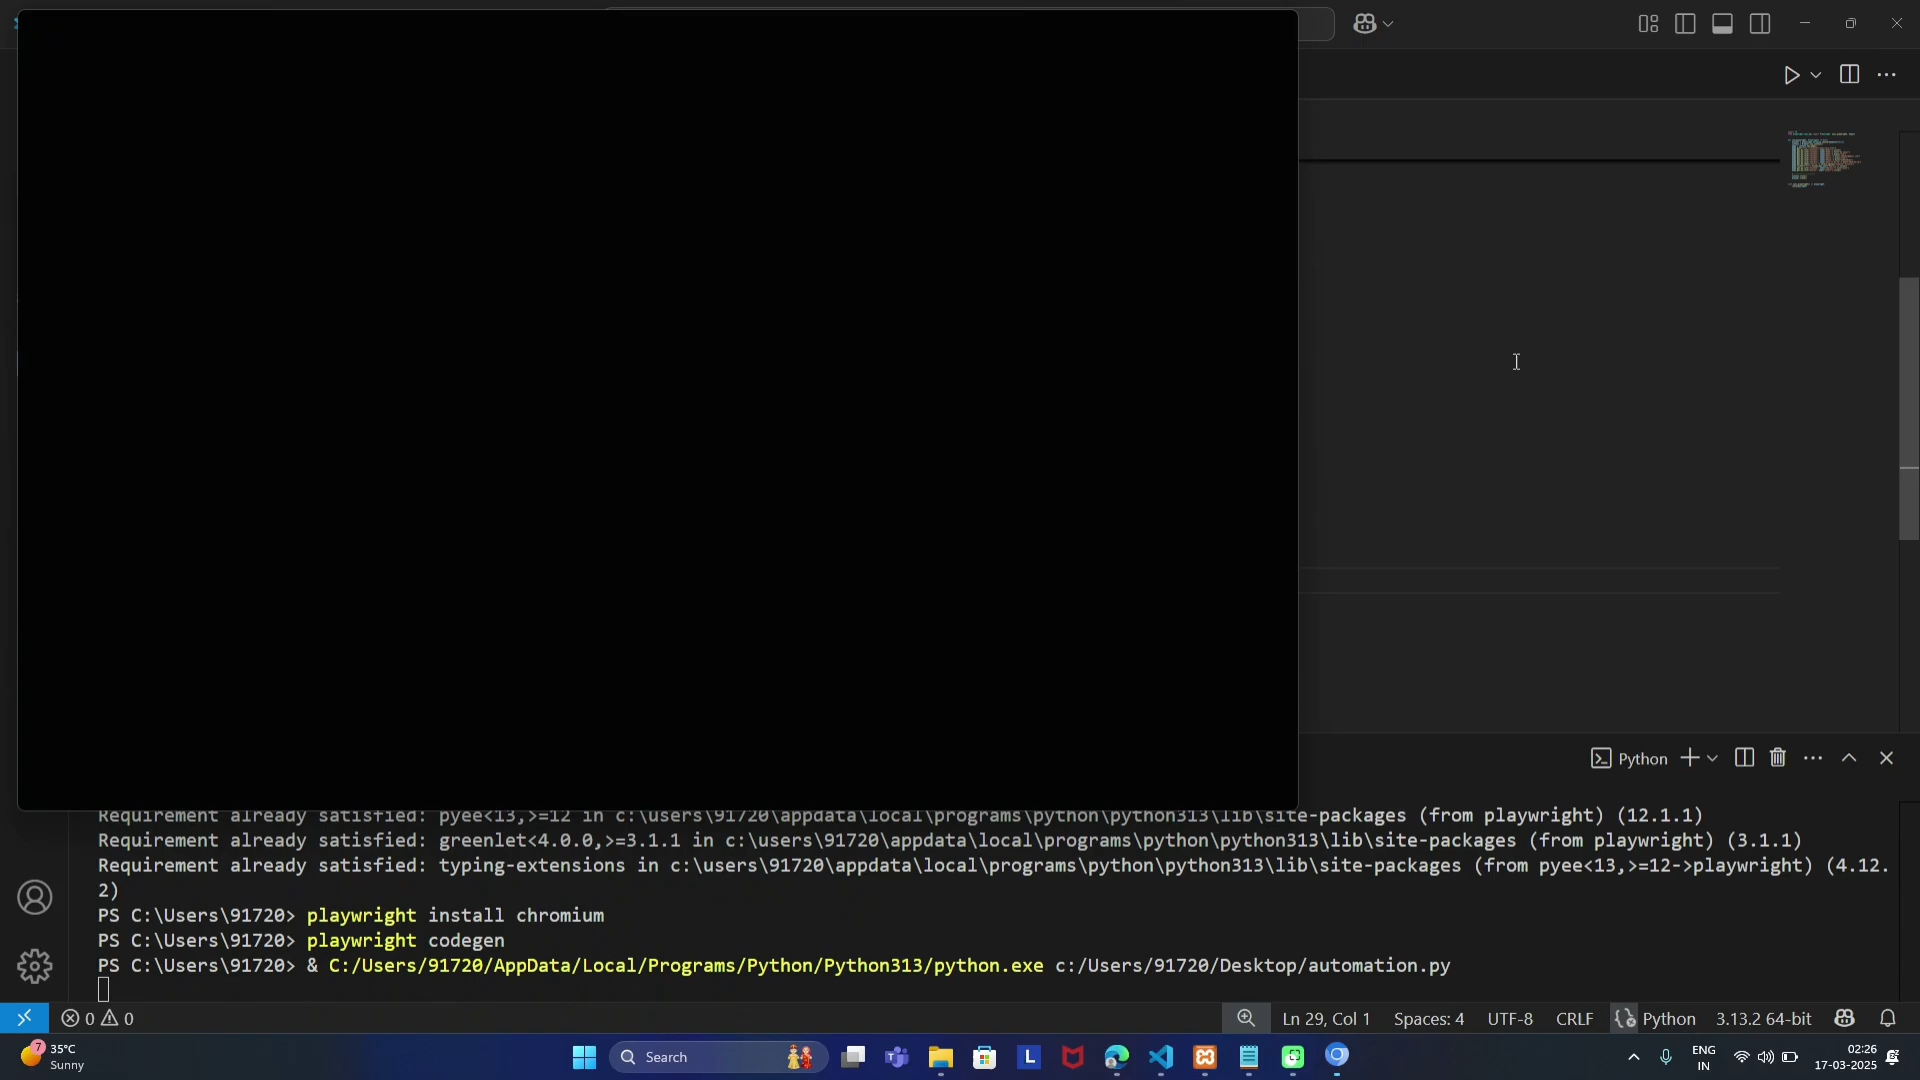 Python
Requirement already satisfied: pyee<13,>=12 in c:\users\91720\appdata\local\programs\python\python313\lib\site-packages (from playwright) (12.1.1)
Requirement already satisfied: greenlet<4.0.0,>=3.1.1 in c:\users\91720\appdata\local\programs\python\python313\lib\site-packages (from playwright) (3.1.1)
Requirement already satisfied: typing-extensions in c:\users\91720\appdata\local\programs\python\python313\lib\site-packages (from pyee<13,>=12->playwright) (4.12.
2)
PS C:\Users\91720> playwright install chromium
PS C:\Users\91720> playwright codegen
PS C:\Users\91720> & C:/Users/91720/AppData/Local/Programs/Python/Python313/python.exe c:/Users/91720/Desktop/automation.py
0 0 Ln 29, Col 1 Spaces: 4 UTF-8 CRLF Python 3.13.2 64-bit
7 35°C
Sunny
Search
L
ENG
IN
02:26
17-03-2025